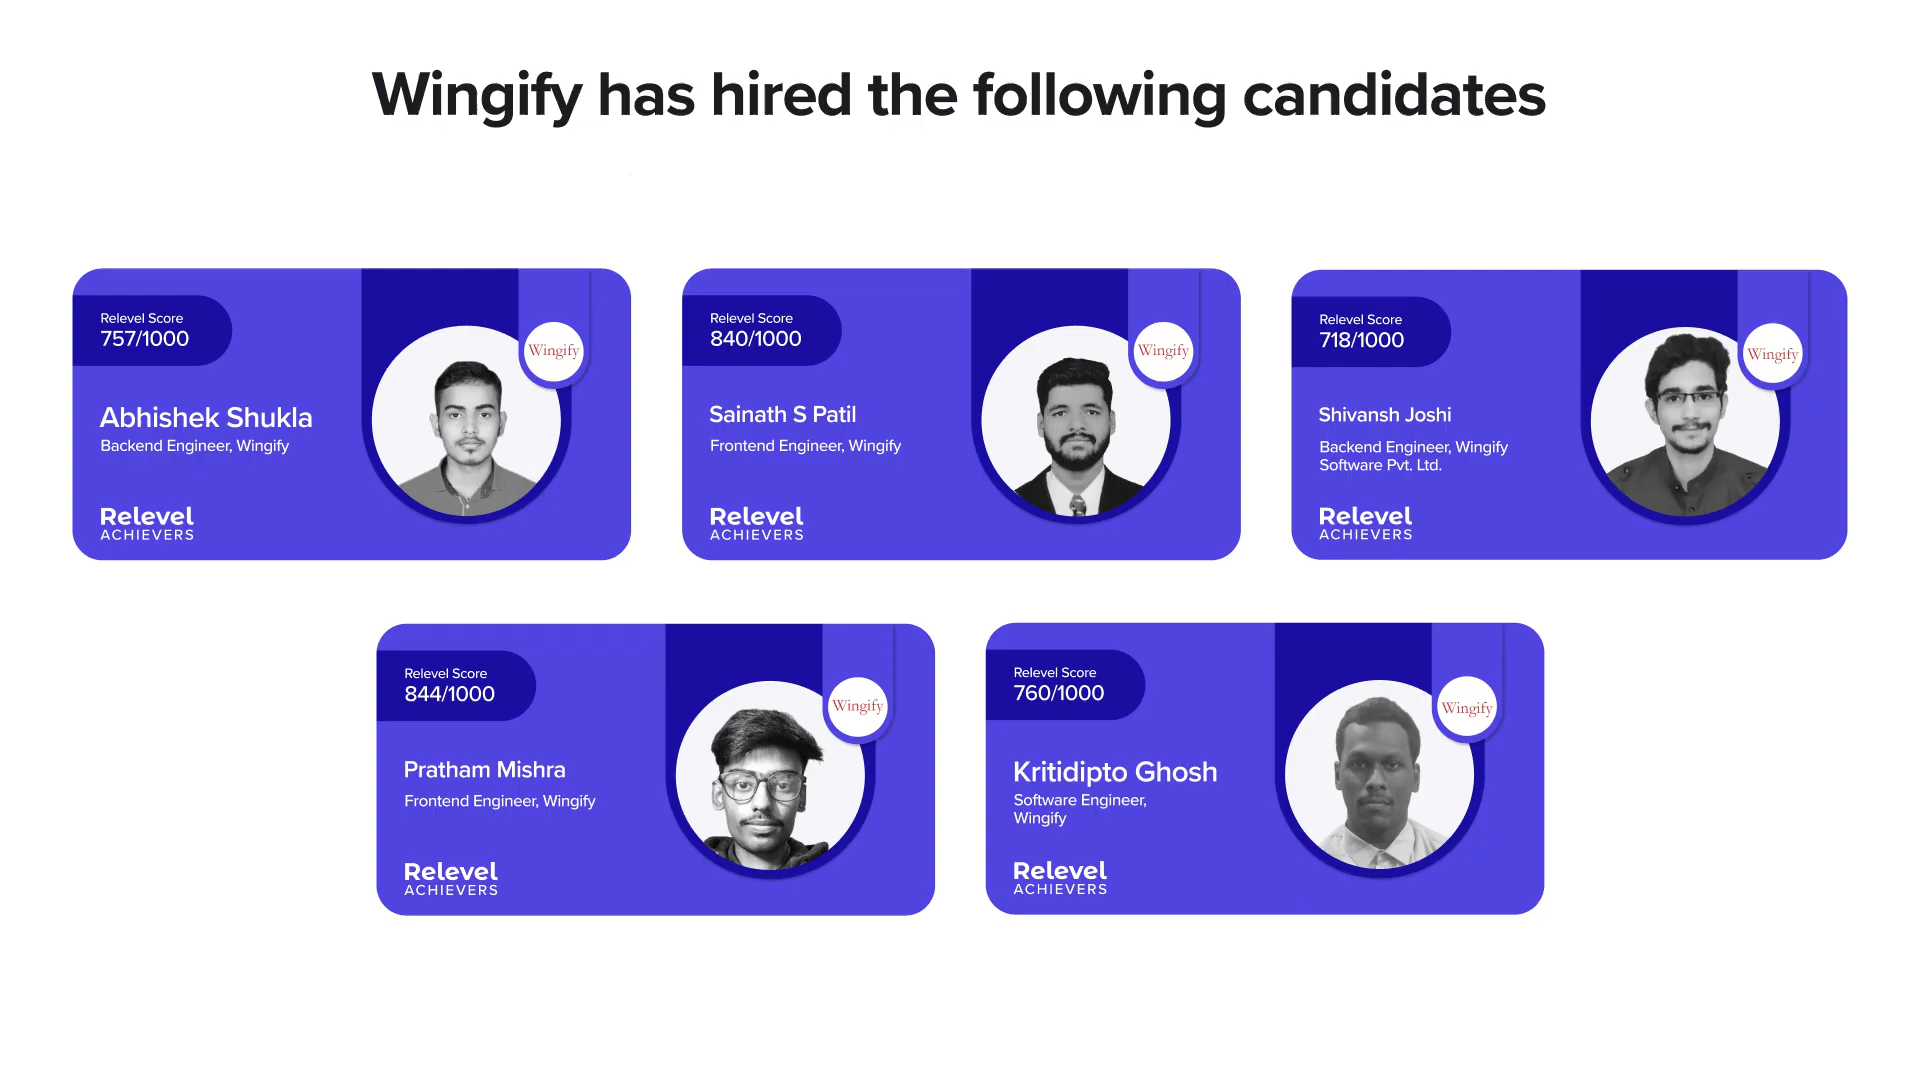 Wingify has hired the following candidates
Relevel Score
757/1000
Wingify
Abhishek Shukla
Backend Engineer, Wingify
Relevel
ACHIEVERS
Relevel Score
840/1000
Wingify
Sainath S Patil
Frontend Engineer, Wingify
Relevel
ACHIEVERS
Relevel Score
718/1000
Wingify
Shivansh Joshi
Backend Engineer, Wingify
Software Pvt. Ltd.
Relevel
ACHIEVERS
Relevel Score
844/1000
Wingify
Pratham Mishra
Frontend Engineer, Wingify
Relevel
ACHIEVERS
Relevel Score
760/1000
Wingify
Kritidipto Ghosh
Software Engineer,
Wingify
Relevel
ACHIEVERS